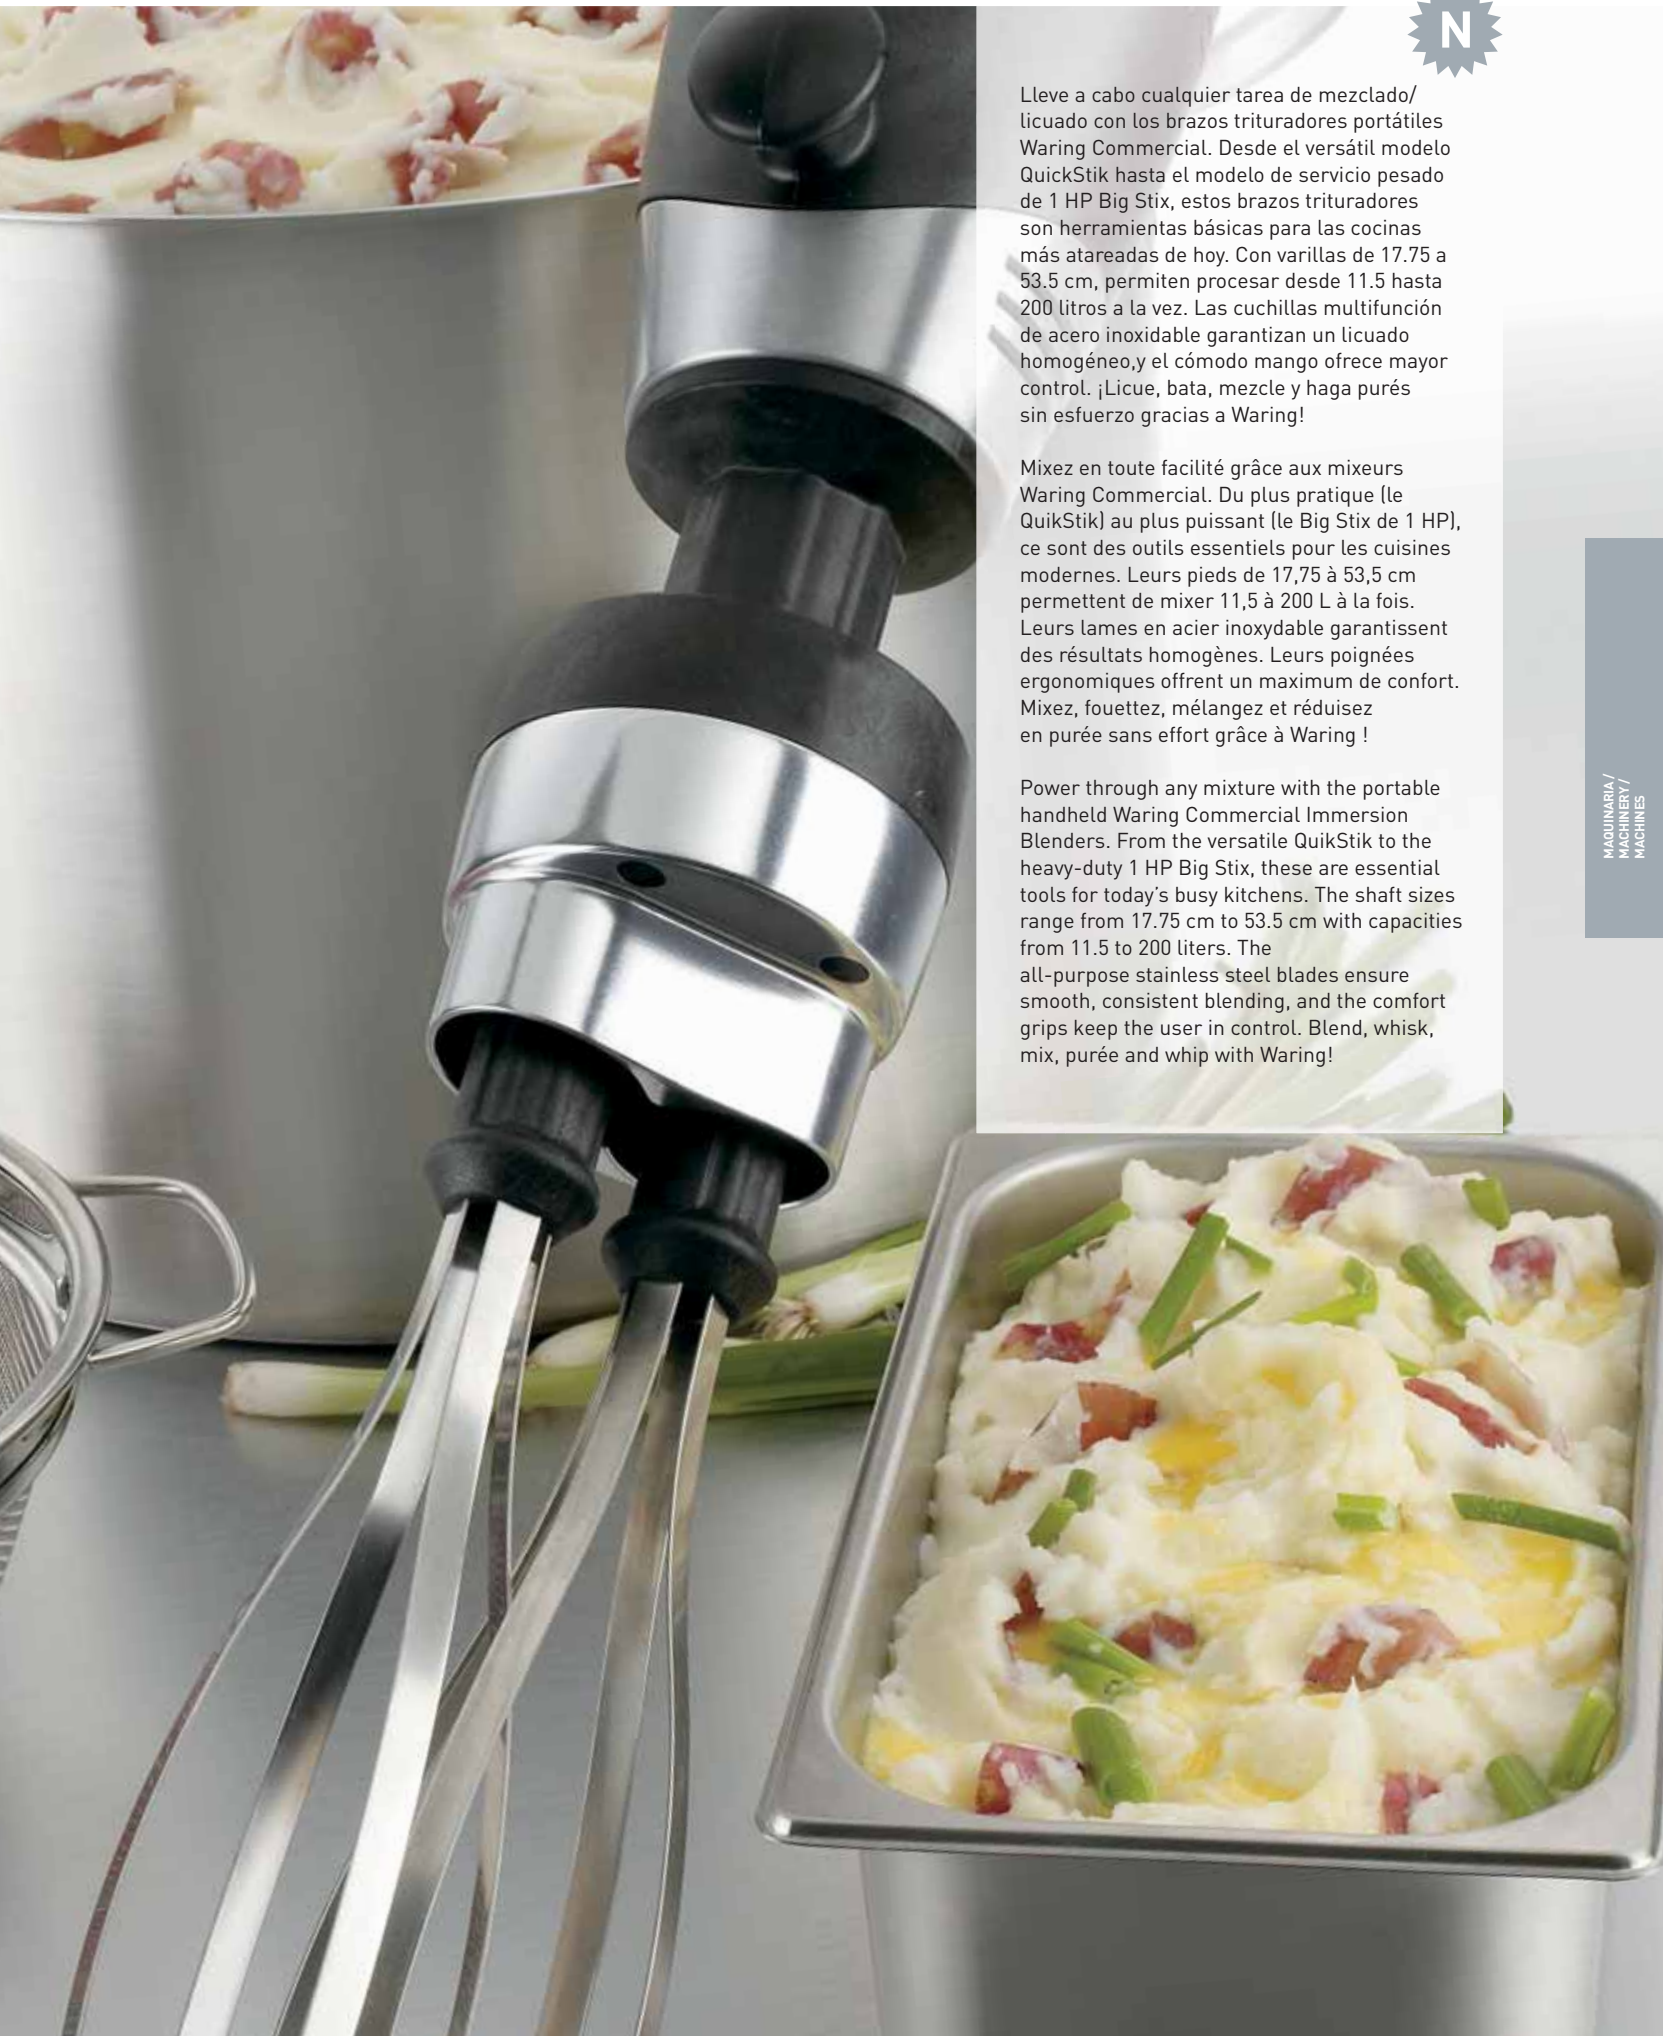 N
Lleve a cabo cualquier tarea de mezclado/
licuado con los brazos trituradores portátiles
Waring Commercial. Desde el versátil modelo
QuickStik hasta el modelo de servicio pesado
de 1 HP Big Stix, estos brazos trituradores
son herramientas básicas para las cocinas
más atareadas de hoy. Con varillas de 17.75 a
53.5 cm, permiten procesar desde 11.5 hasta
200 litros a la vez. Las cuchillas multifunción
de acero inoxidable garantizan un licuado
homogéneo,y el cómodo mango ofrece mayor
control. ¡Licue, bata, mezcle y haga purés
sin esfuerzo gracias a Waring!
Mixez en toute facilité grâce aux mixeurs
Waring Commercial. Du plus pratique (le
QuikStik) au plus puissant (le Big Stix de 1 HP),
ce sont des outils essentiels pour les cuisines
modernes. Leurs pieds de 17,75 à 53,5 cm
permettent de mixer 11,5 à 200 L à la fois.
Leurs lames en acier inoxydable garantissent
des résultats homogènes. Leurs poignées
ergonomiques offrent un maximum de confort.
Mixez, fouettez, mélangez et réduisez
en purée sans effort grâce à Waring !
Power through any mixture with the portable
handheld Waring Commercial Immersion
Blenders. From the versatile QuikStik to the
heavy-duty 1 HP Big Stix, these are essential
tools for today's busy kitchens. The shaft sizes
range from 17.75 cm to 53.5 cm with capacities
from 11.5 to 200 liters. The
all-purpose stainless steel blades ensure
smooth, consistent blending, and the comfort
grips keep the user in control. Blend, whisk,
mix, purée and whip with Waring!
MAQUINARIA/
MACHINERY/
MACHINES